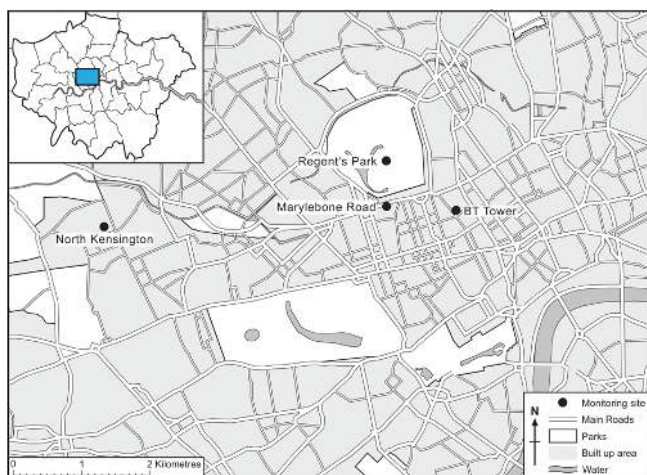 Regent's Park
Marylebone Road
BT Tower
North Kensington
N
Monitoring site
Main Roads
Parks
Built up area
Water
0 1 2 Kilometres